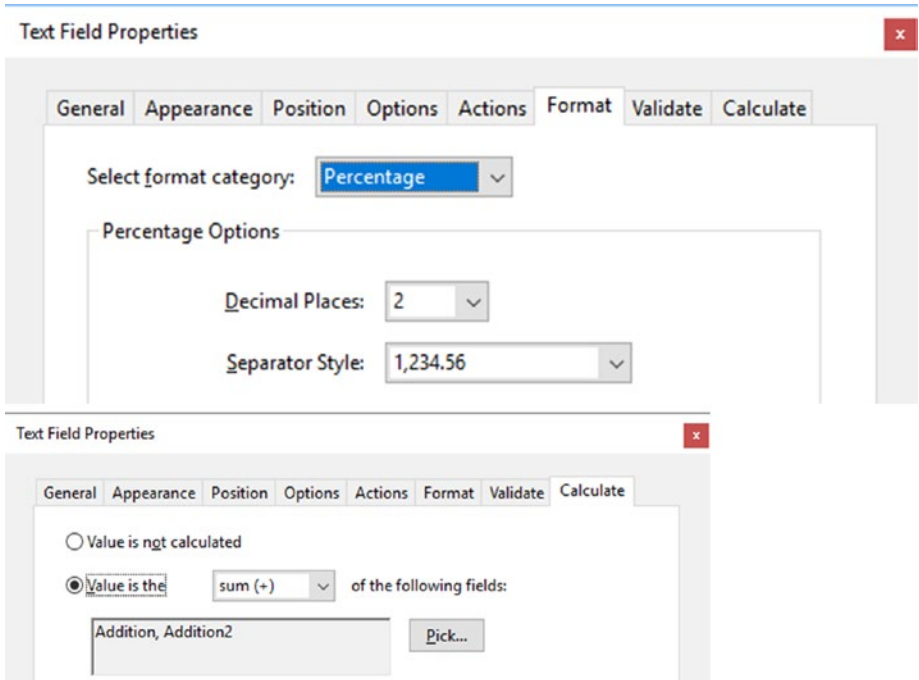 Text Field Properties
x
General Appearance Position Options Actions Format Validate Calculate
Select format category: Percentage
Percentage Options
Decimal Places: 2
Separator Style: 1,234.56
Text Field Properties
x
General Appearance Position Options Actions Format Validate Calculate
Value is not calculated
Value is the sum (+) of the following fields:
Addition, Addition2 Pick...